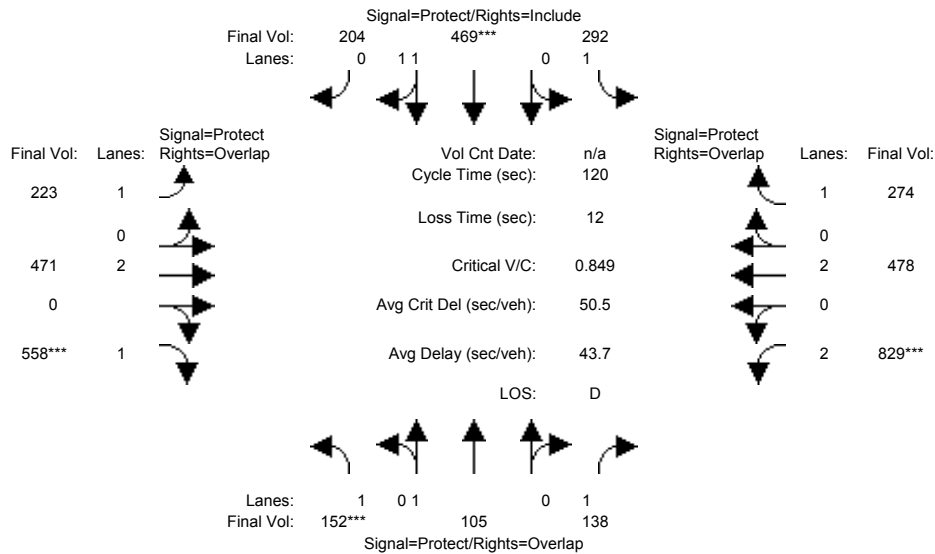 Signal=Protect/Rights=Include
Final Vol: 204 469*** 292
Lanes: 0 1 1 0 1
Signal=Protect
Final Vol: Lanes: Rights=Overlap
Vol Cnt Date: n/a
Signal=Protect
Rights=Overlap Lanes: Final Vol:
Cycle Time (sec): 120
223 1
1 274
Loss Time (sec): 12
0
0
471 2
Critical V/C: 0.849
2 478
0
Avg Crit Del (sec/veh): 50.5
0
558*** 1
Avg Delay (sec/veh): 43.7
2 829***
LOS: D
Lanes: 1 0 1 0 1
Final Vol: 152*** 105 138
Signal=Protect/Rights=Overlap